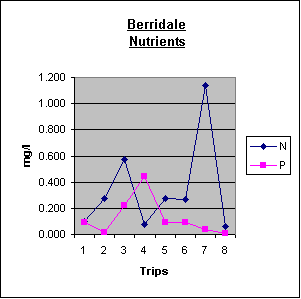 Berridale
Nutrients
1.200
1.000
0.800
0.600
0.400
0.200
0.000
mg/l
1 2 3 4 5 6 7 8
Trips
N
P